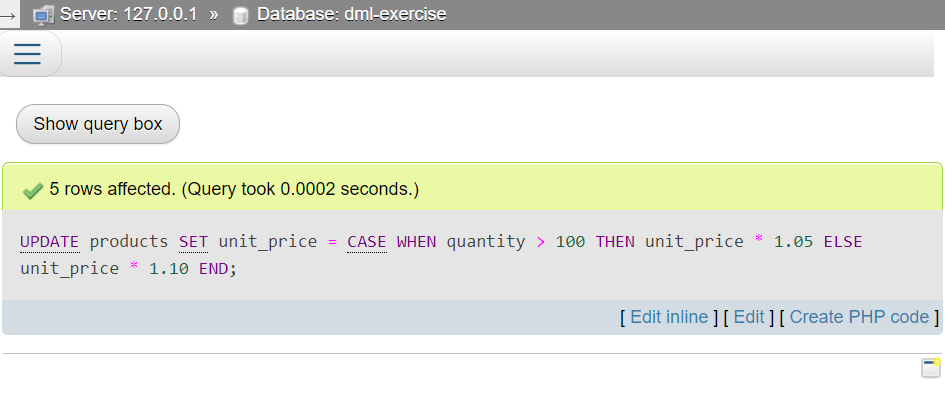 → Server: 127.0.0.1 » Database: dml-exercise
Show query box
5 rows affected. (Query took 0.0002 seconds.)
UPDATE products SET unit_price = CASE WHEN quantity > 100 THEN unit_price * 1.05 ELSE
unit_price * 1.10 END;
[ Edit inline ] [ Edit ] [ Create PHP code ]